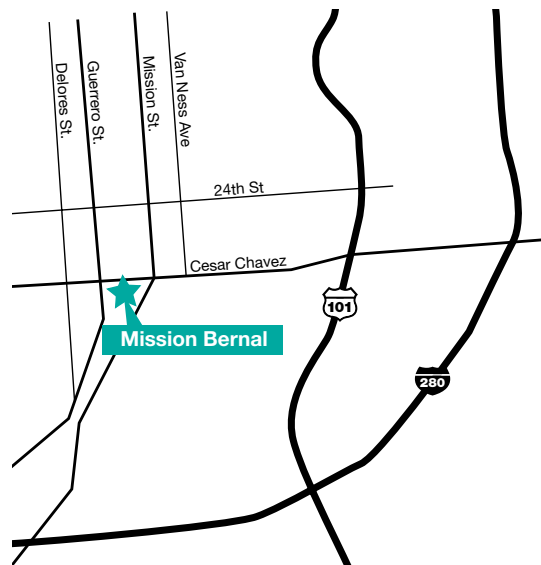 Delores St.
Guerrero St.
Mission St.
Van Ness Ave
24th St
Cesar Chavez
101
Mission Bernal
280